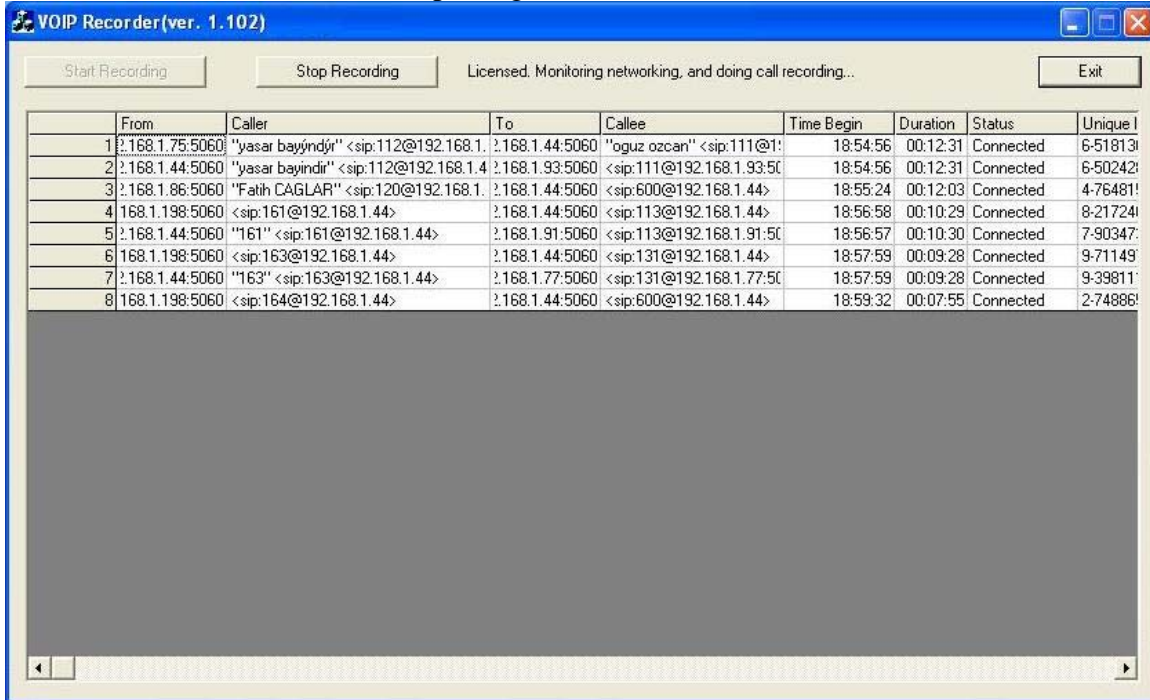 VOIP Recorder(ver. 1.102)
Start Recording Stop Recording Licensed. Monitoring networking, and doing call recording... Exit
From Caller To Callee Time Begin Duration Status Unique I
1 2.168.1.75:5060 "yasar bayýndýr" <sip:112@192.168.1. 2.168.1.44:5060 "oguz ozcan" <sip:111@19 18:54:56 00:12:31 Connected 6-51813
2 2.168.1.44:5060 "yasar bayindir" <sip:112@192.168.1.4 2.168.1.93:5060 <sip:111@192.168.1.93:50 18:54:56 00:12:31 Connected 6-50242
3 2.168.1.86:5060 "Fatih CAGLAR" <sip:120@192.168.1. 2.168.1.44:5060 <sip:600@192.168.1.44> 18:55:24 00:12:03 Connected 4-76481
4 168.1.198:5060 <sip:161@192.168.1.44> 2.168.1.44:5060 <sip:113@192.168.1.44> 18:56:58 00:10:29 Connected 8-21724
5 2.168.1.44:5060 "161" <sip:161@192.168.1.44> 2.168.1.91:5060 <sip:113@192.168.1.91:50 18:56:57 00:10:30 Connected 7-90347
6 168.1.198:5060 <sip:163@192.168.1.44> 2.168.1.44:5060 <sip:131@192.168.1.44> 18:57:59 00:09:28 Connected 9-71149
7 2.168.1.44:5060 "163" <sip:163@192.168.1.44> 2.168.1.77:5060 <sip:131@192.168.1.77:50 18:57:59 00:09:28 Connected 9-39811
8 168.1.198:5060 <sip:164@192.168.1.44> 2.168.1.44:5060 <sip:600@192.168.1.44> 18:59:32 00:07:55 Connected 2-74886